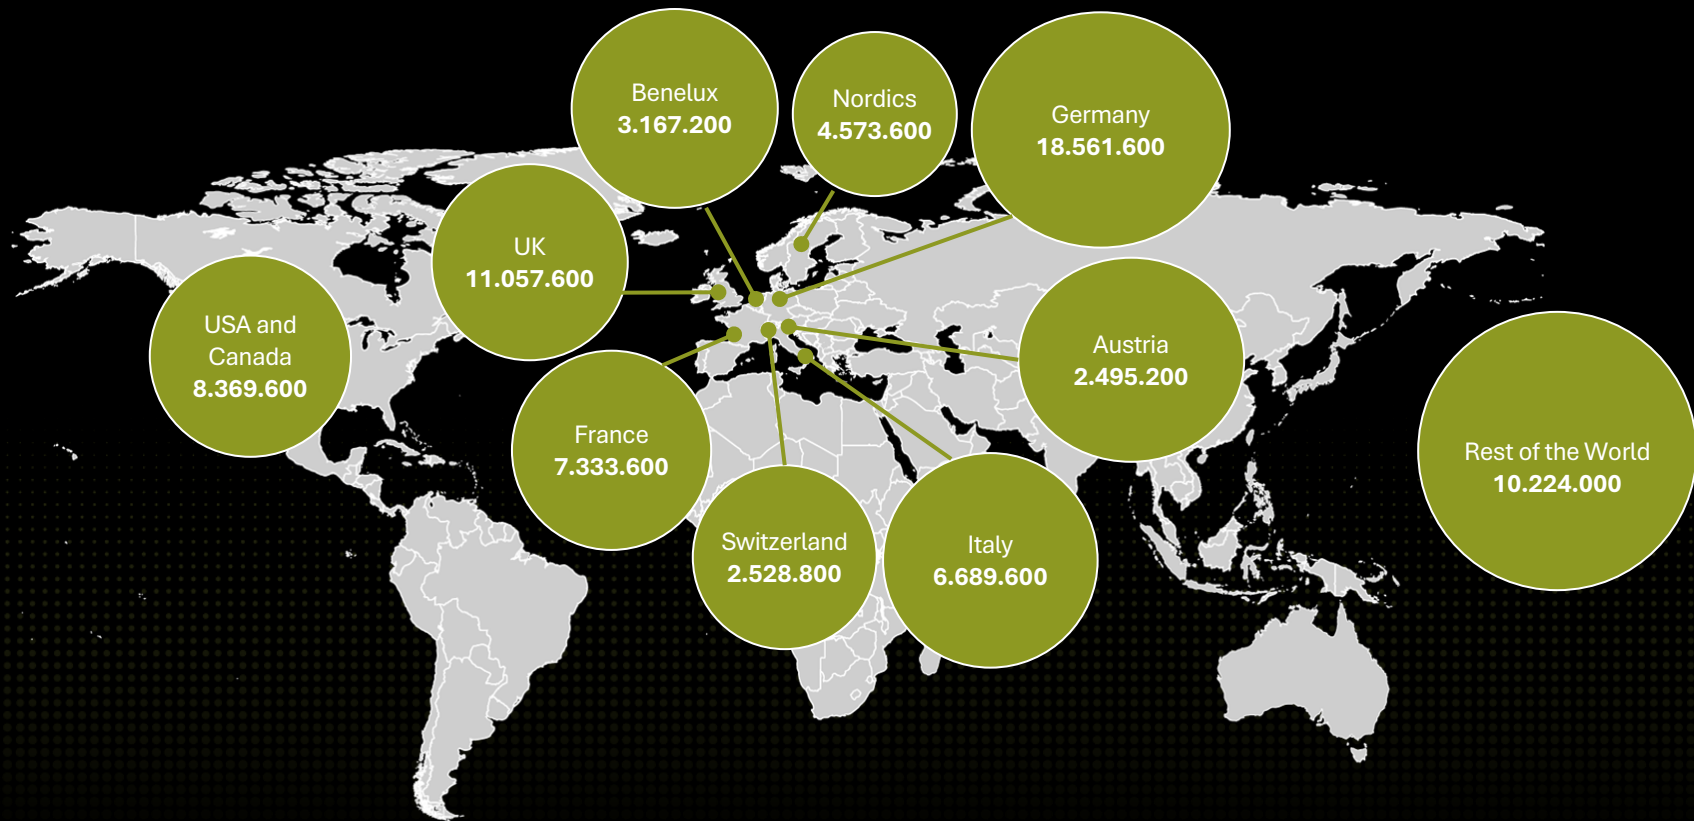 Benelux
3.167.200
Nordics
4.573.600
Germany
18.561.600
UK
11.057.600
USA and
Canada
8.369.600
Austria
2.495.200
France
7.333.600
Rest of the World
10.224.000
Switzerland
2.528.800
Italy
6.689.600